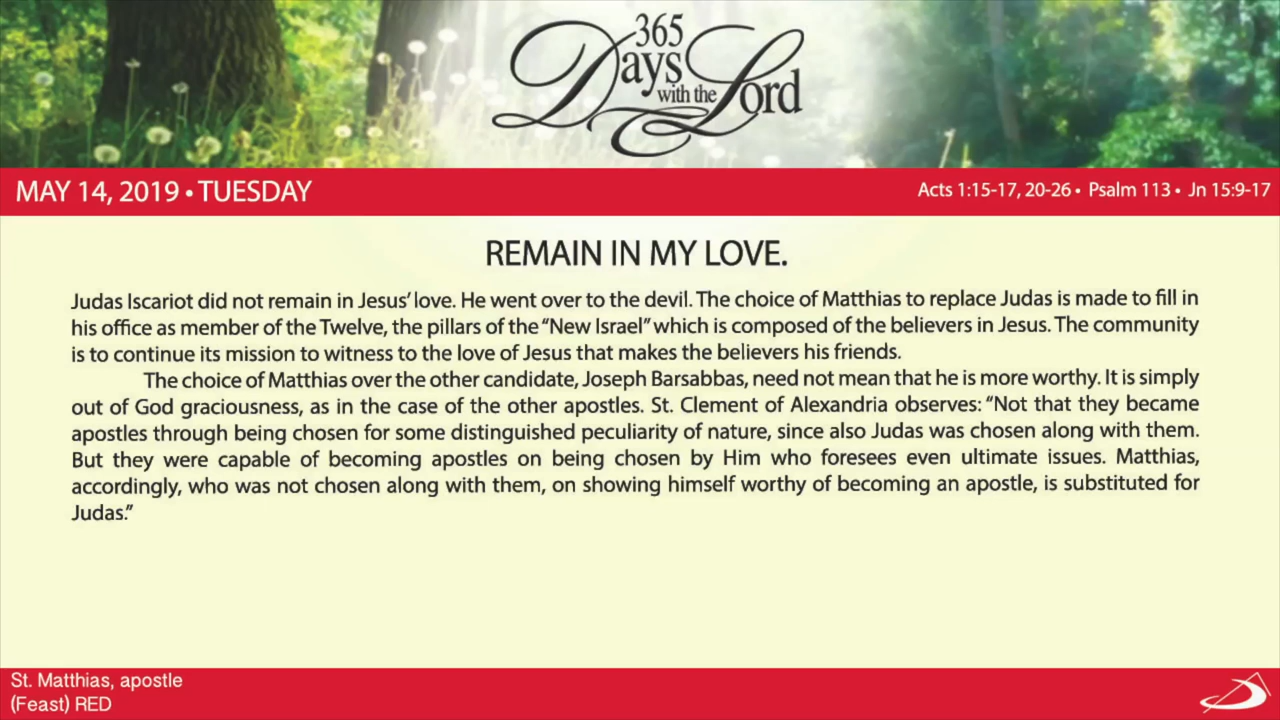 365
Days
with the
Lord
MAY 14, 2019 • TUESDAY
Acts 1:15-17, 20-26 • Psalm 113 • Jn 15:9-17
REMAIN IN MY LOVE.
Judas Iscariot did not remain in Jesus’ love. He went over to the devil. The choice of Matthias to replace Judas is made to fill in
his office as member of the Twelve, the pillars of the “New Israel” which is composed of the believers in Jesus. The community
is to continue its mission to witness to the love of Jesus that makes the believers his friends.
The choice of Matthias over the other candidate, Joseph Barsabbas, need not mean that he is more worthy. It is simply
out of God graciousness, as in the case of the other apostles. St. Clement of Alexandria observes: “Not that they became
apostles through being chosen for some distinguished peculiarity of nature, since also Judas was chosen along with them.
But they were capable of becoming apostles on being chosen by Him who foresees even ultimate issues. Matthias,
accordingly, who was not chosen along with them, on showing himself worthy of becoming an apostle, is substituted for
Judas.”
St. Matthias, apostle
(Feast) RED